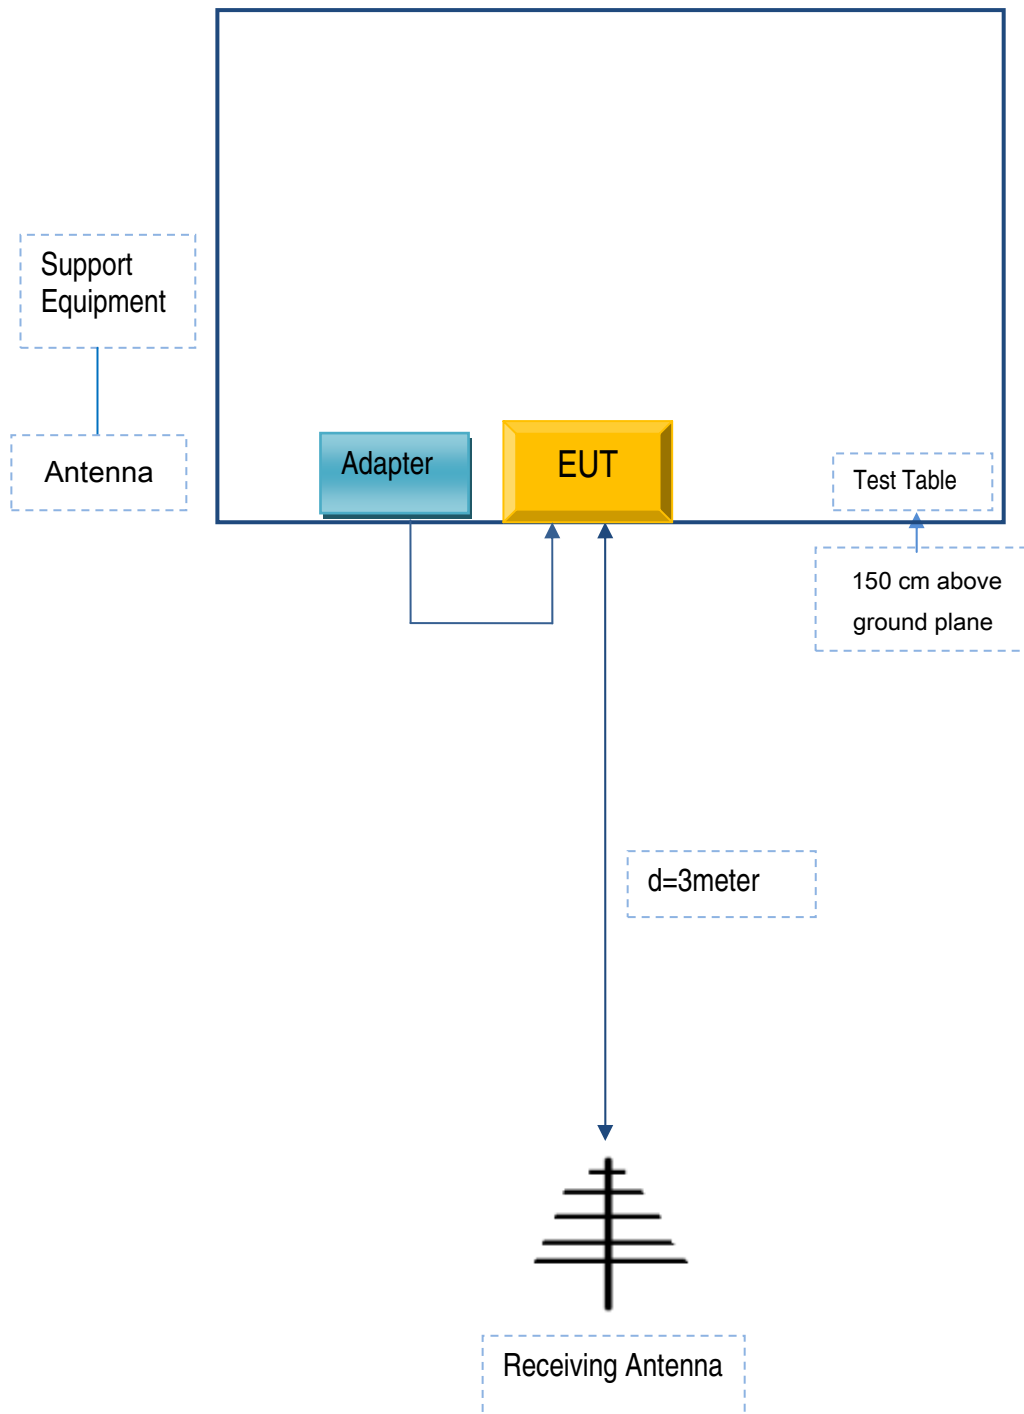 Support
Equipment
Antenna
Adapter
EUT
Test Table
150 cm above
ground plane
d=3meter
Receiving Antenna